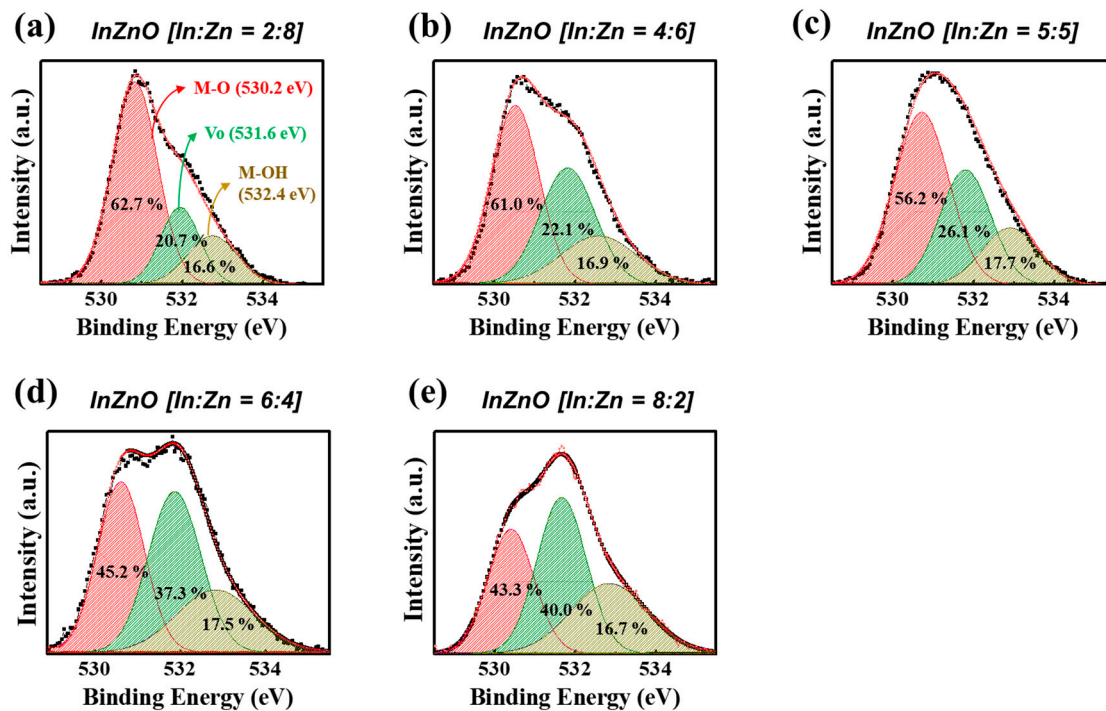 (a)
InZnO [In:Zn = 2:8]
Intensity (a.u.)
M-O (530.2 eV)
Vo (531.6 eV)
M-OH
(532.4 eV)
62.7 %
20.7 %
16.6 %
530 532 534
Binding Energy (eV)
(b)
InZnO [In:Zn = 4:6]
Intensity (a.u.)
61.0 %
22.1 %
16.9 %
530 532 534
Binding Energy (eV)
(c)
InZnO [In:Zn = 5:5]
Intensity (a.u.)
56.2 %
26.1 %
17.7 %
530 532 534
Binding Energy (eV)
(d)
InZnO [In:Zn = 6:4]
Intensity (a.u.)
45.2 %
37.3 %
17.5 %
530 532 534
Binding Energy (eV)
(e)
InZnO [In:Zn = 8:2]
Intensity (a.u.)
43.3 %
40.0 %
16.7 %
530 532 534
Binding Energy (eV)